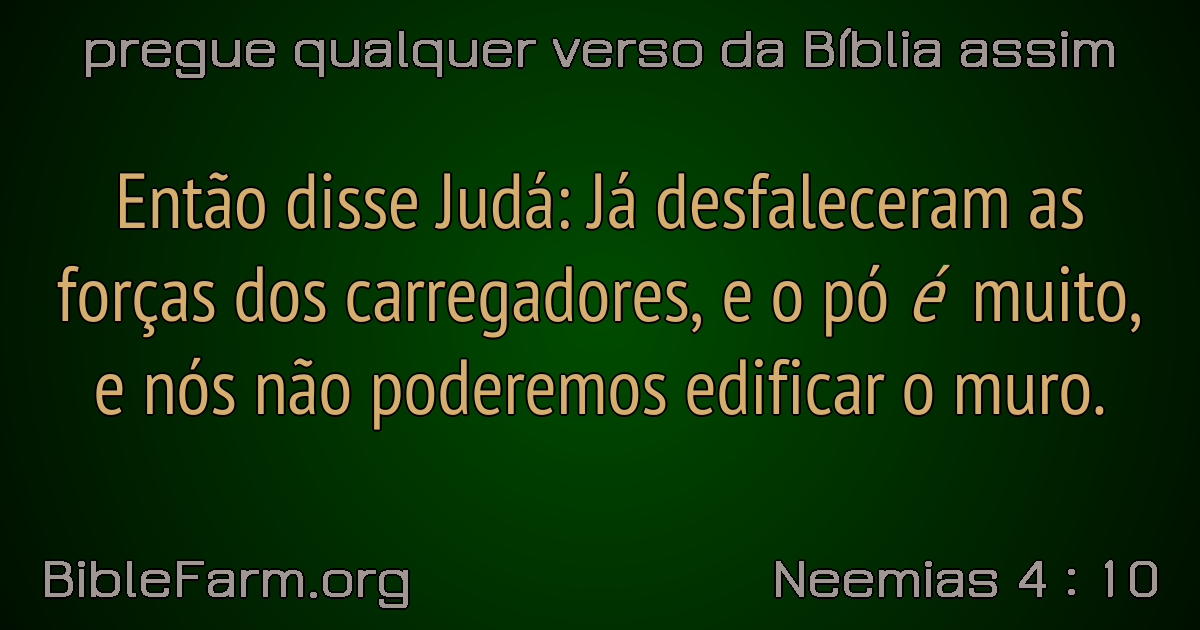 pregue qualquer verso da Bíblia assim
Então disse Judá: Já desfaleceram as
forças dos carregadores, e o pó é muito,
e nós não poderemos edificar o muro.
BibleFarm.org
Neemias 4 : 10